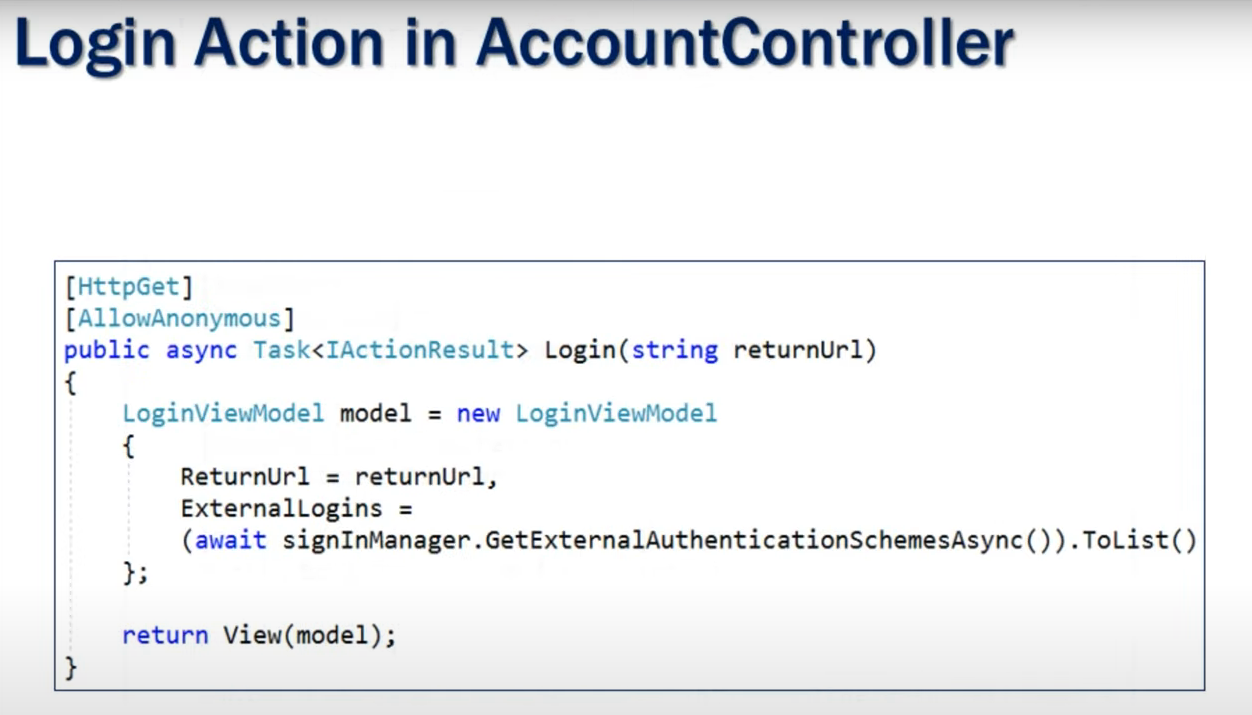 Login Action in AccountController
[HttpGet]
[AllowAnonymous]
public async Task<IActionResult> Login(string returnUrl)
{
    LoginViewModel model = new LoginViewModel
    {
        ReturnUrl = returnUrl,
        ExternalLogins =
        (await signInManager.GetExternalAuthenticationSchemesAsync()).ToList()
    };
    return View(model);
}